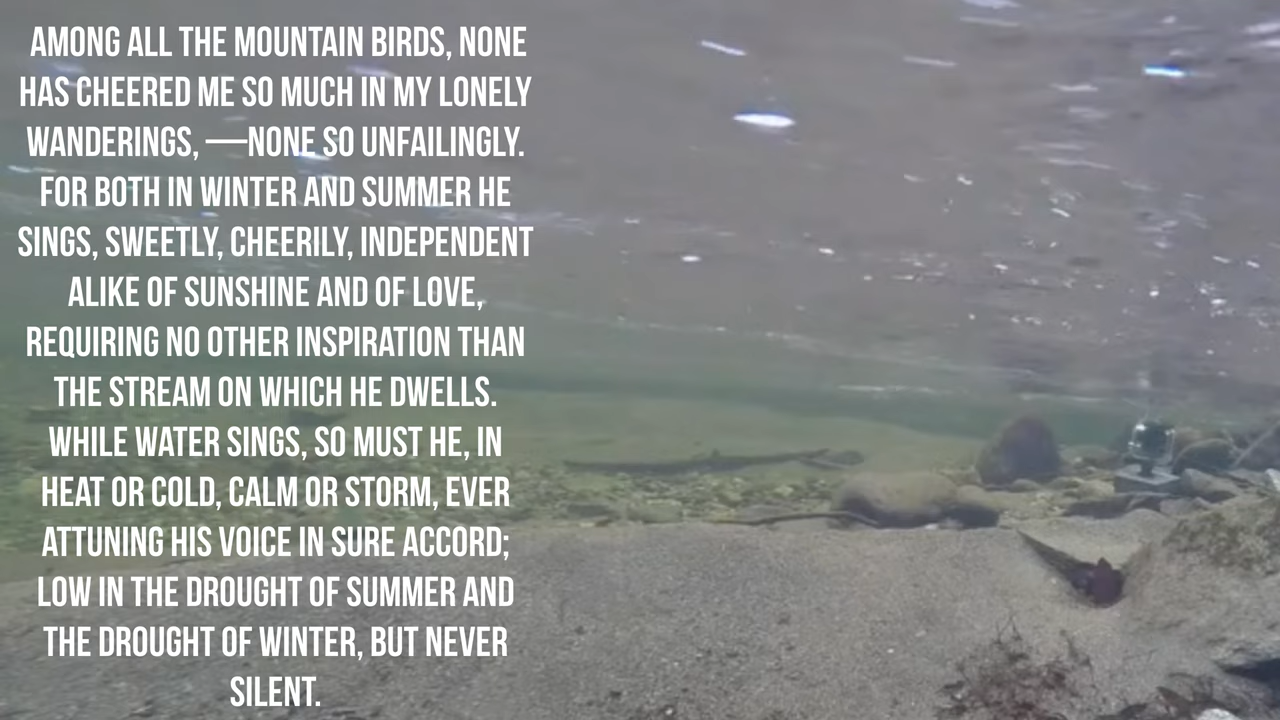 AMONG ALL THE MOUNTAIN BIRDS, NONE
HAS CHEERED ME SO MUCH IN MY LONELY
WANDERINGS, —NONE SO UNFAILINGLY.
FOR BOTH IN WINTER AND SUMMER HE
SINGS, SWEETLY, CHEERILY, INDEPENDENT
ALIKE OF SUNSHINE AND OF LOVE,
REQUIRING NO OTHER INSPIRATION THAN
THE STREAM ON WHICH HE DWELLS.
WHILE WATER SINGS, SO MUST HE, IN
HEAT OR COLD, CALM OR STORM, EVER
ATTUNING HIS VOICE IN SURE ACCORD;
LOW IN THE DROUGHT OF SUMMER AND
THE DROUGHT OF WINTER, BUT NEVER
SILENT.